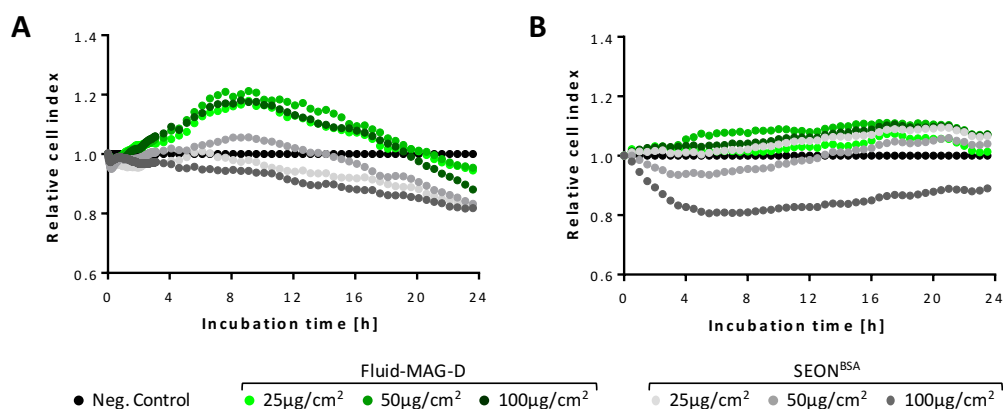 A
B
Relative cell index
1.4
1.2
1.0
0.8
0.6
0
4
8
12
16
20
24
Incubation time [h]
Relative cell index
1.4
1.2
1.0
0.8
0.6
0
4
8
12
16
20
24
Incubation time [h]
Fluid-MAG-D
SEON^BSA
Neg. Control
25µg/cm²
50µg/cm²
100µg/cm²
25µg/cm²
50µg/cm²
100µg/cm²